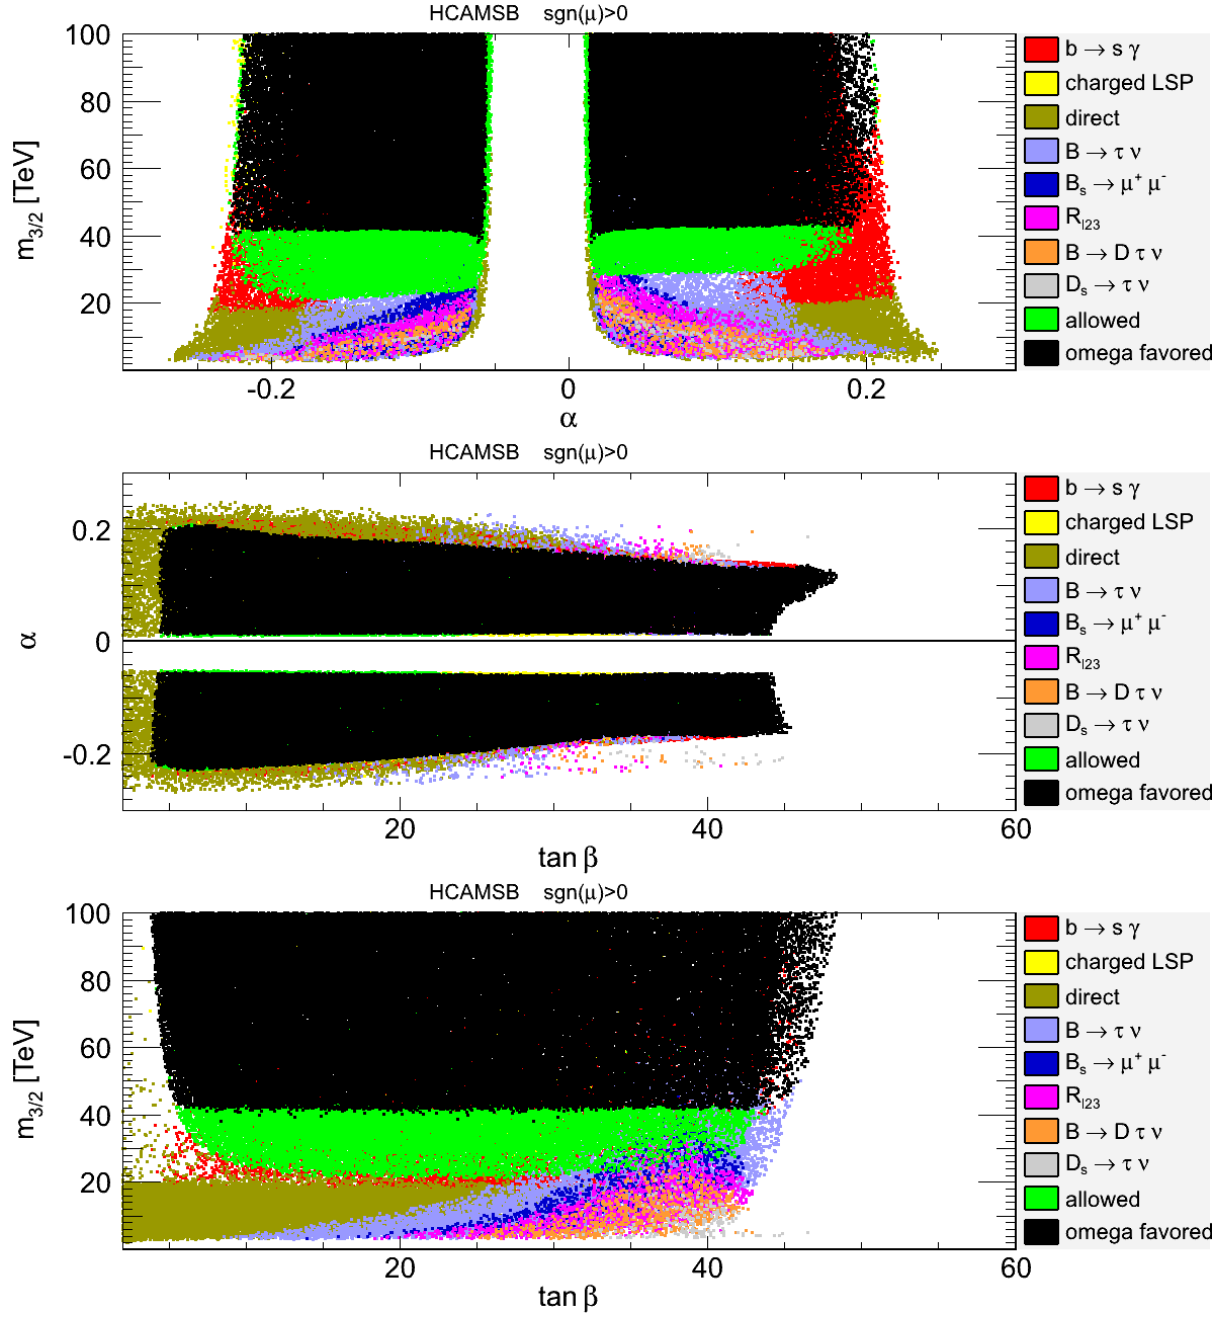 HCAMSB sgn(μ)>0
100
80
60
40
20
m3/2 [TeV]
-0.2 0 0.2
α
b → s γ
charged LSP
direct
B → τ ν
Bs → μ+ μ-
Rl23
B → D τ ν
Ds → τ ν
allowed
omega favored
HCAMSB sgn(μ)>0
0.2
0
-0.2
α
20 40 60
tan β
b → s γ
charged LSP
direct
B → τ ν
Bs → μ+ μ-
Rl23
B → D τ ν
Ds → τ ν
allowed
omega favored
HCAMSB sgn(μ)>0
100
80
60
40
20
m3/2 [TeV]
20 40 60
tan β
b → s γ
charged LSP
direct
B → τ ν
Bs → μ+ μ-
Rl23
B → D τ ν
Ds → τ ν
allowed
omega favored